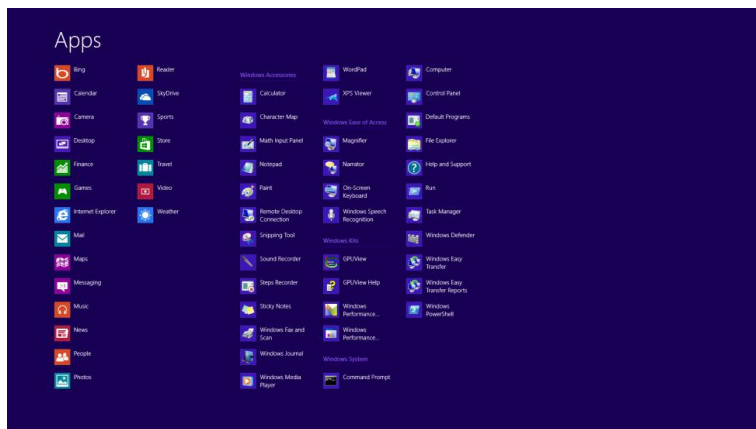 Apps
Bing
Calendar
Camera
Desktop
Finance
Games
Internet Explorer
Mail
Maps
Messaging
Music
News
People
Photos
Reader
SkyDrive
Sports
Store
Travel
Video
Weather
Windows Accessories
Calculator
Character Map
Math Input Panel
Notepad
Paint
Remote Desktop
Connection
Snipping Tool
Sound Recorder
Steps Recorder
Sticky Notes
Windows Fax and
Scan
Windows Journal
Windows Media
Player
WordPad
XPS Viewer
Windows Ease of Access
Magnifier
Narrator
On-Screen
Keyboard
Windows Speech
Recognition
Windows Kits
GPUView
GPUView Help
Windows
Performance...
Windows
Performance...
Windows System
Command Prompt
Computer
Control Panel
Default Programs
File Explorer
Help and Support
Run
Task Manager
Windows Defender
Windows Easy
Transfer
Windows Easy
Transfer Reports
Windows
PowerShell